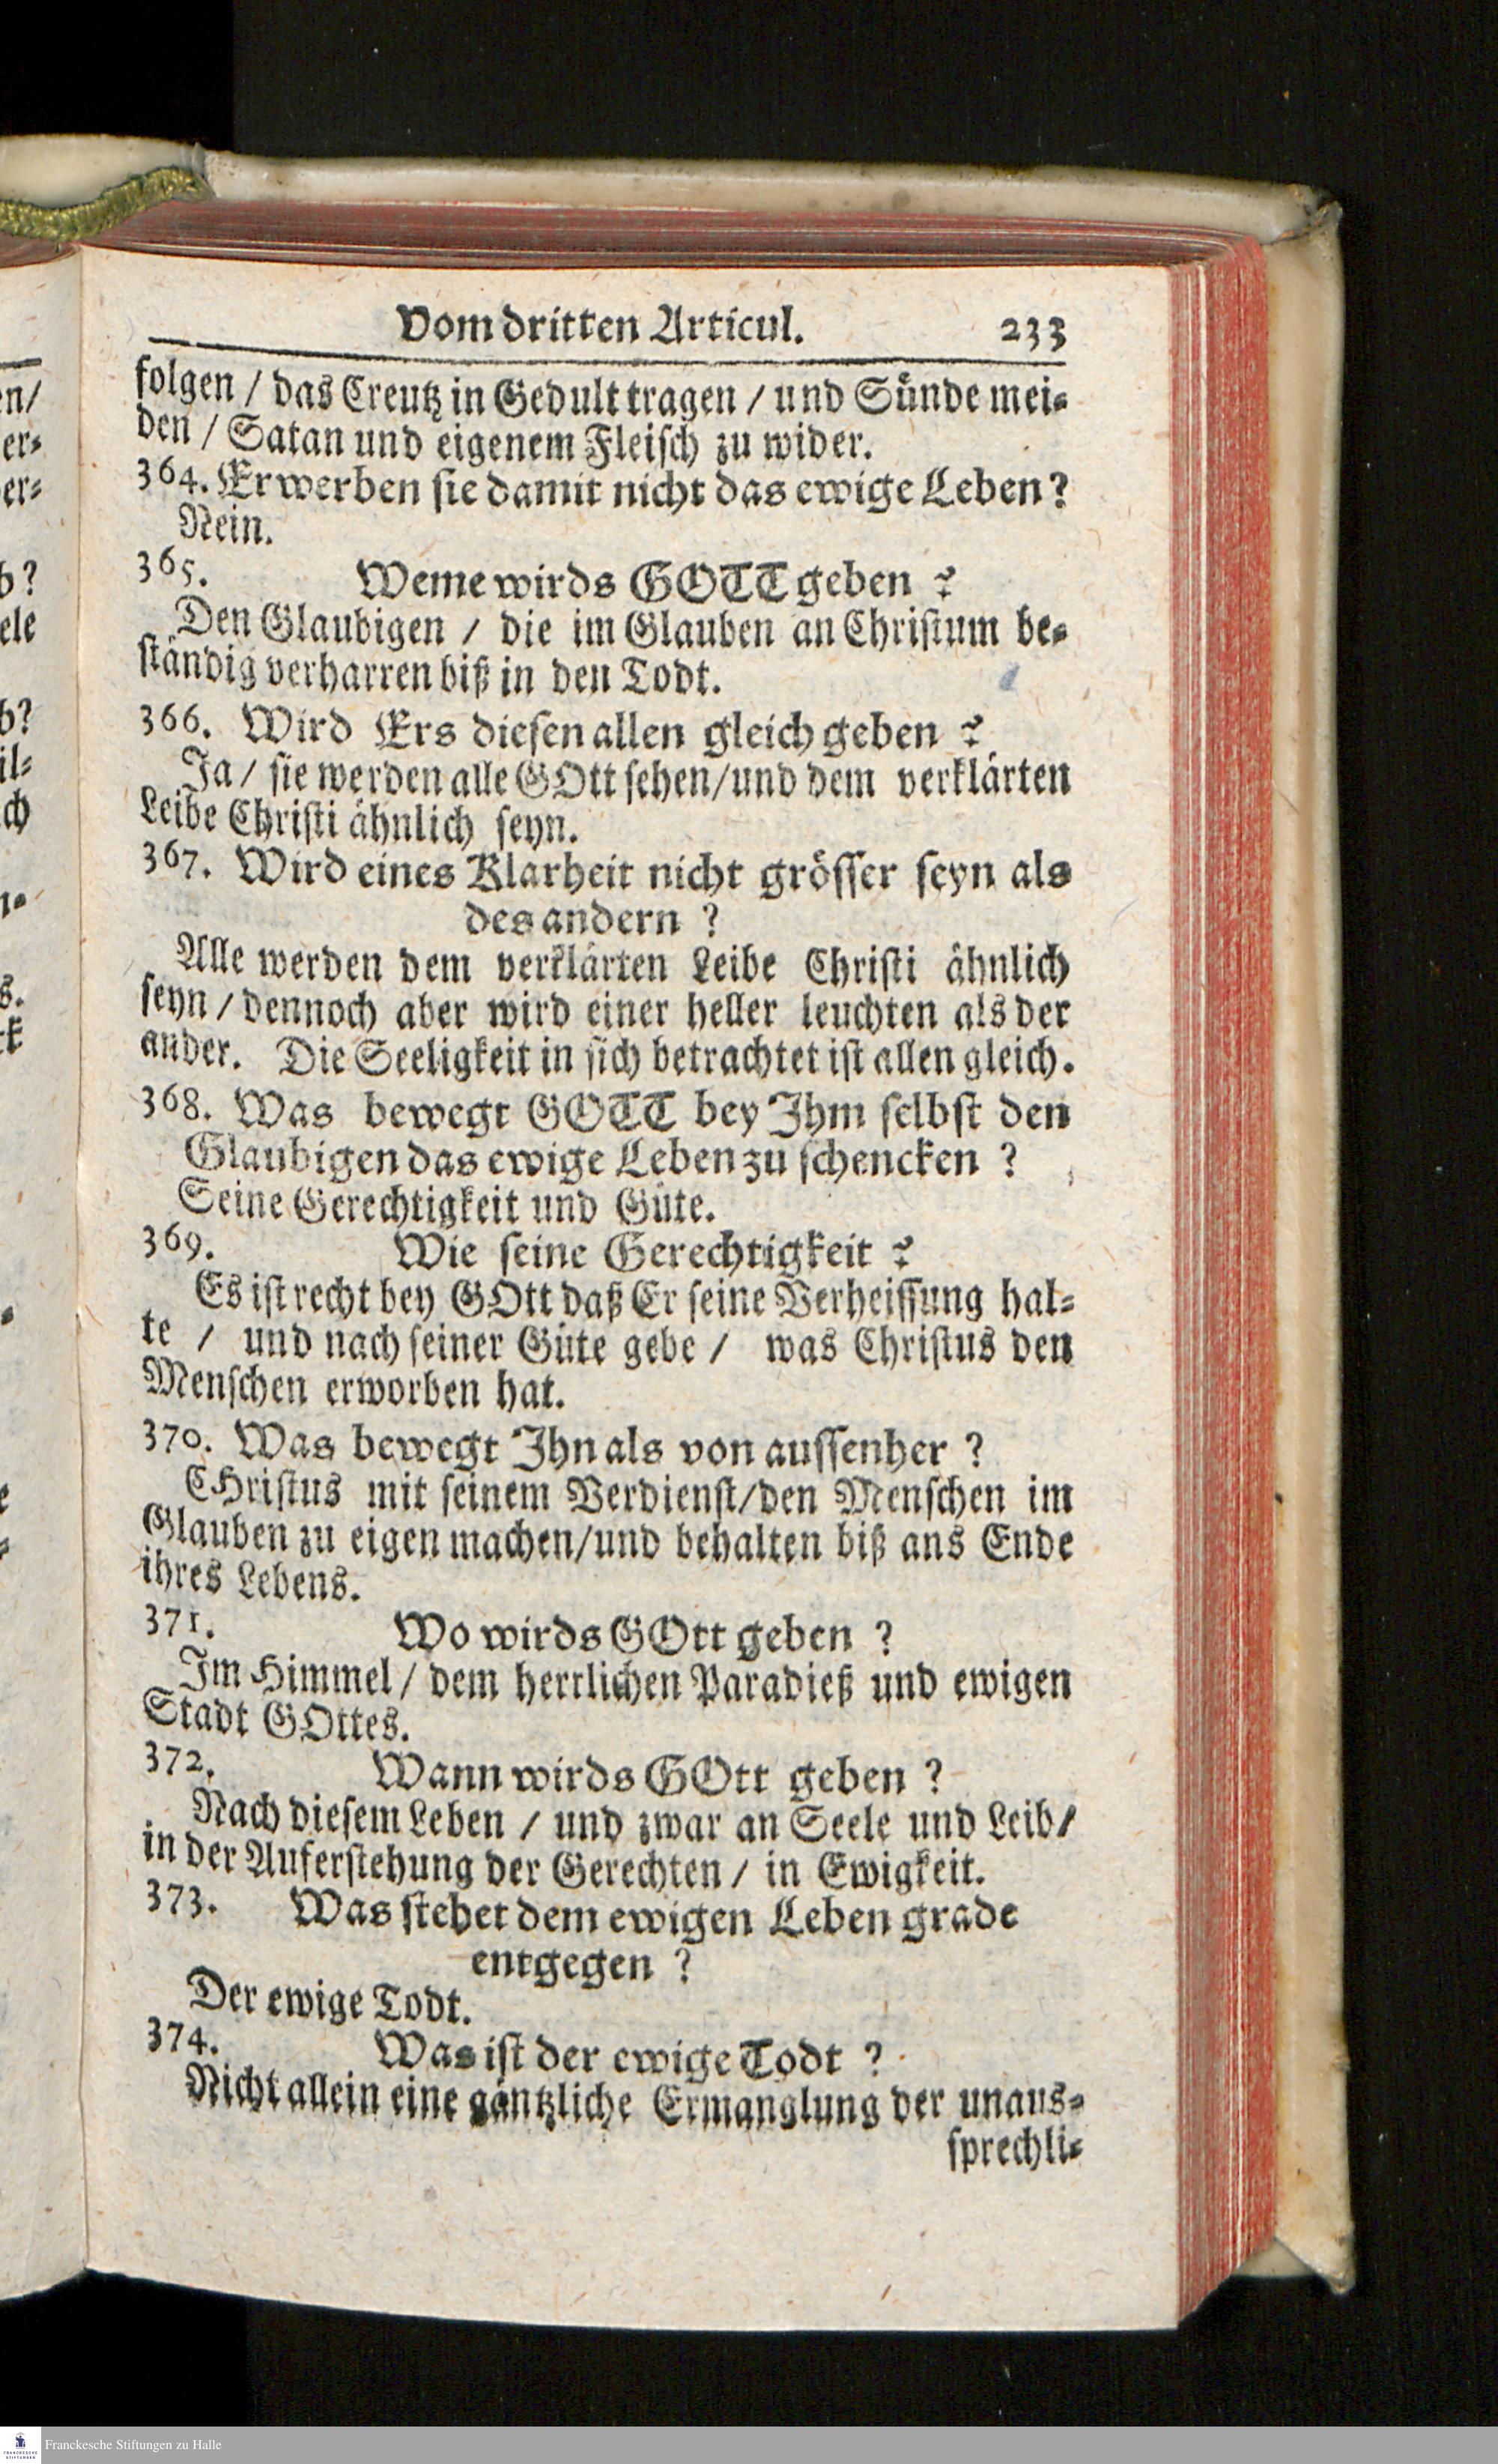 Vom dritten Articul. 233
folgen / das Creutz in Gedult tragen / und Sünde mei-
den / Satan und eigenem Fleisch zu wider.
364. Erwerben sie damit nicht das ewige Leben?
Nein.
365. Weme wirds GOTT geben ?
Den Glaubigen / die im Glauben an Christum be-
ständig verharren biß in den Todt.
366. Wird Ers diesen allen gleich geben ?
Ja / sie werden alle GOtt sehen/und dem verklärten
Leibe Christi ähnlich seyn.
367. Wird eines Klarheit nicht grösser seyn als
des andern ?
Alle werden dem verklärten Leibe Christi ähnlich
seyn / dennoch aber wird einer heller leuchten als der
ander. Die Seeligkeit in sich betrachtet ist allen gleich.
368. Was bewegt GOTT bey Ihm selbst den
Glaubigen das ewige Leben zu schencken ?
Seine Gerechtigkeit und Güte.
369. Wie seine Gerechtigkeit ?
Es ist recht bey GOtt daß Er seine Verheissung hal-
te / und nach seiner Güte gebe / was Christus den
Menschen erworben hat.
370. Was bewegt Ihn als von aussenher ?
CHristus mit seinem Verdienst/den Menschen im
Glauben zu eigen machen/und behalten biß ans Ende
ihres Lebens.
371. Wo wirds GOtt geben ?
Im Himmel / dem herrlichen Paradieß und ewigen
Stadt GOttes.
372. Wann wirds GOtt geben ?
Nach diesem Leben / und zwar an Seele und Leib/
in der Auferstehung der Gerechten / in Ewigkeit.
373. Was stehet dem ewigen Leben grade
entgegen ?
Der ewige Todt.
374. Was ist der ewige Todt ?
Nicht allein eine gäntzliche Ermanglung der unaus-
sprechli-
Franckesche Stiftungen zu Halle